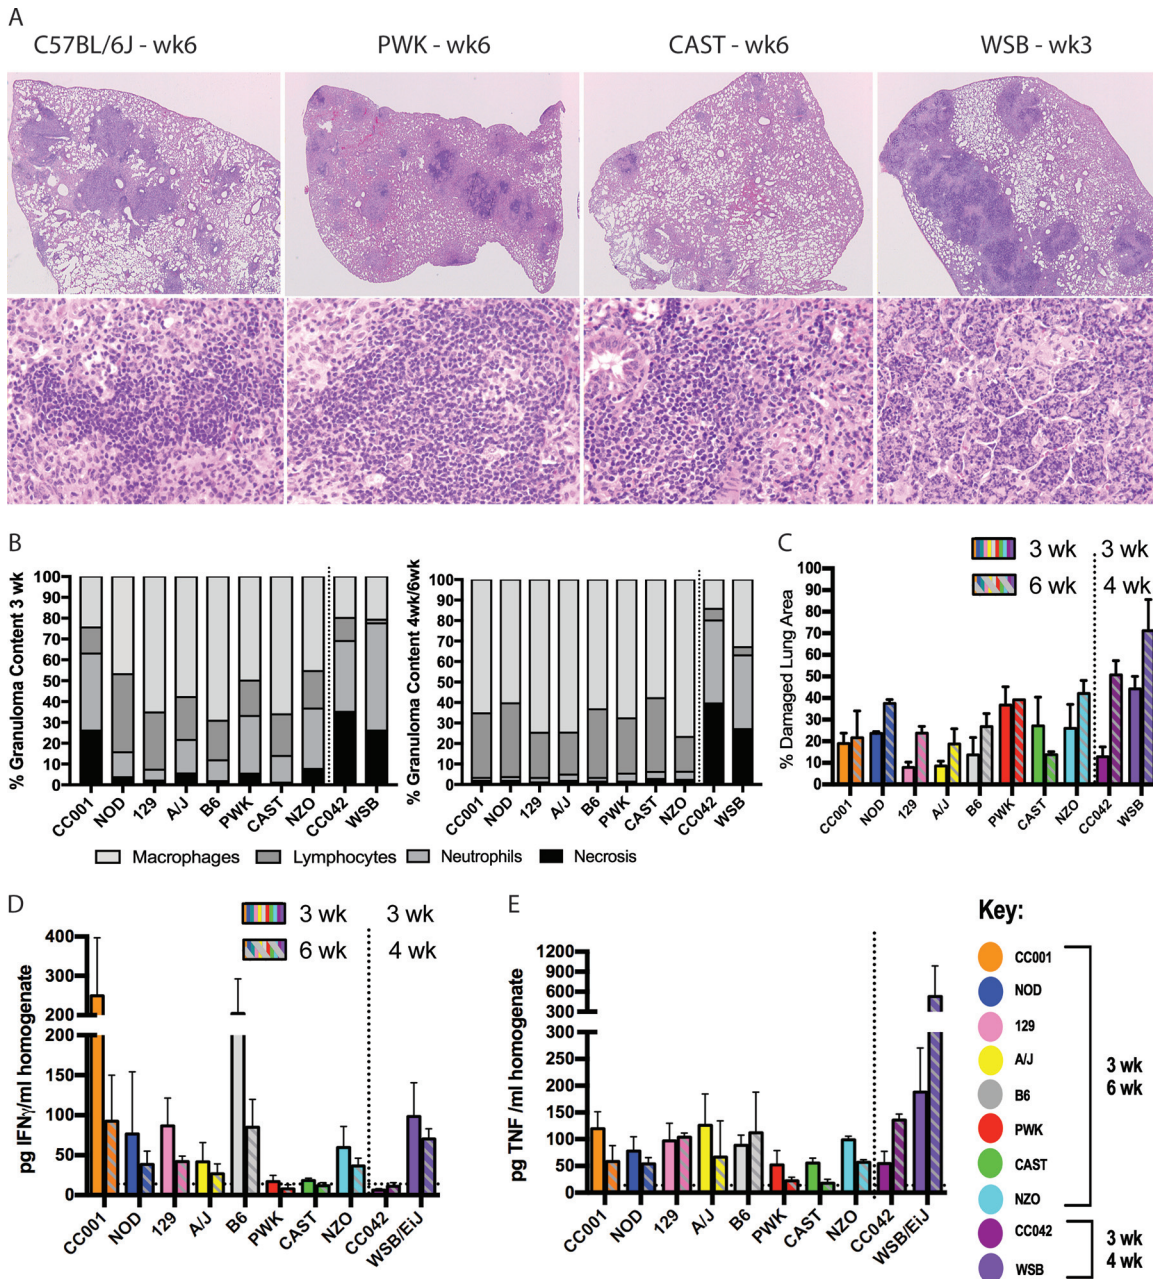 A
C57BL/6J - wk6
PWK - wk6
CAST - wk6
WSB - wk3
B
% Granuloma Content 3 wk
100
90
80
70
60
50
40
30
20
10
0
CC001
NOD
129
A/J
B6
PWK
CAST
NZO
CC042
WSB
% Granuloma Content 4wk/6wk
100
90
80
70
60
50
40
30
20
10
0
CC001
NOD
129
A/J
B6
PWK
CAST
NZO
CC042
WSB
Macrophages
Lymphocytes
Neutrophils
Necrosis
C
3 wk
3 wk
6 wk
4 wk
% Damaged Lung Area
100
90
80
70
60
50
40
30
20
10
0
CC001
NOD
129
A/J
B6
PWK
CAST
NZO
CC042
WSB
D
3 wk
3 wk
6 wk
4 wk
pg IFNγ/ml homogenate
400
300
200
200
150
100
50
0
CC001
NOD
129
A/J
B6
PWK
CAST
NZO
CC042
WSB/EiJ
E
pg TNF /ml homogenate
1200
900
600
300
300
250
200
150
100
50
0
CC001
NOD
129
A/J
B6
PWK
CAST
NZO
CC042
WSB/EiJ
Key:
CC001
NOD
129
A/J
B6
PWK
CAST
NZO
3 wk
6 wk
CC042
WSB
3 wk
4 wk